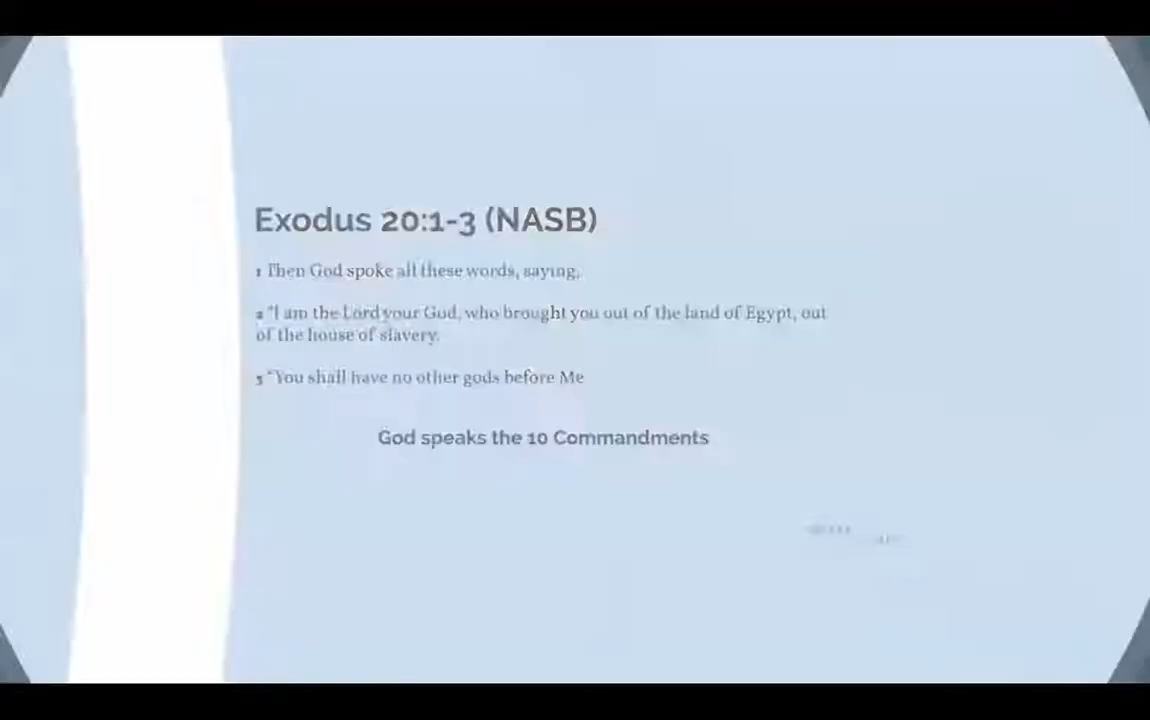 Exodus 20:1-3 (NASB)
1 Then God spoke all these words, saying,
2 "I am the Lord your God, who brought you out of the land of Egypt, out
of the house of slavery.
3 "You shall have no other gods before Me
God speaks the 10 Commandments